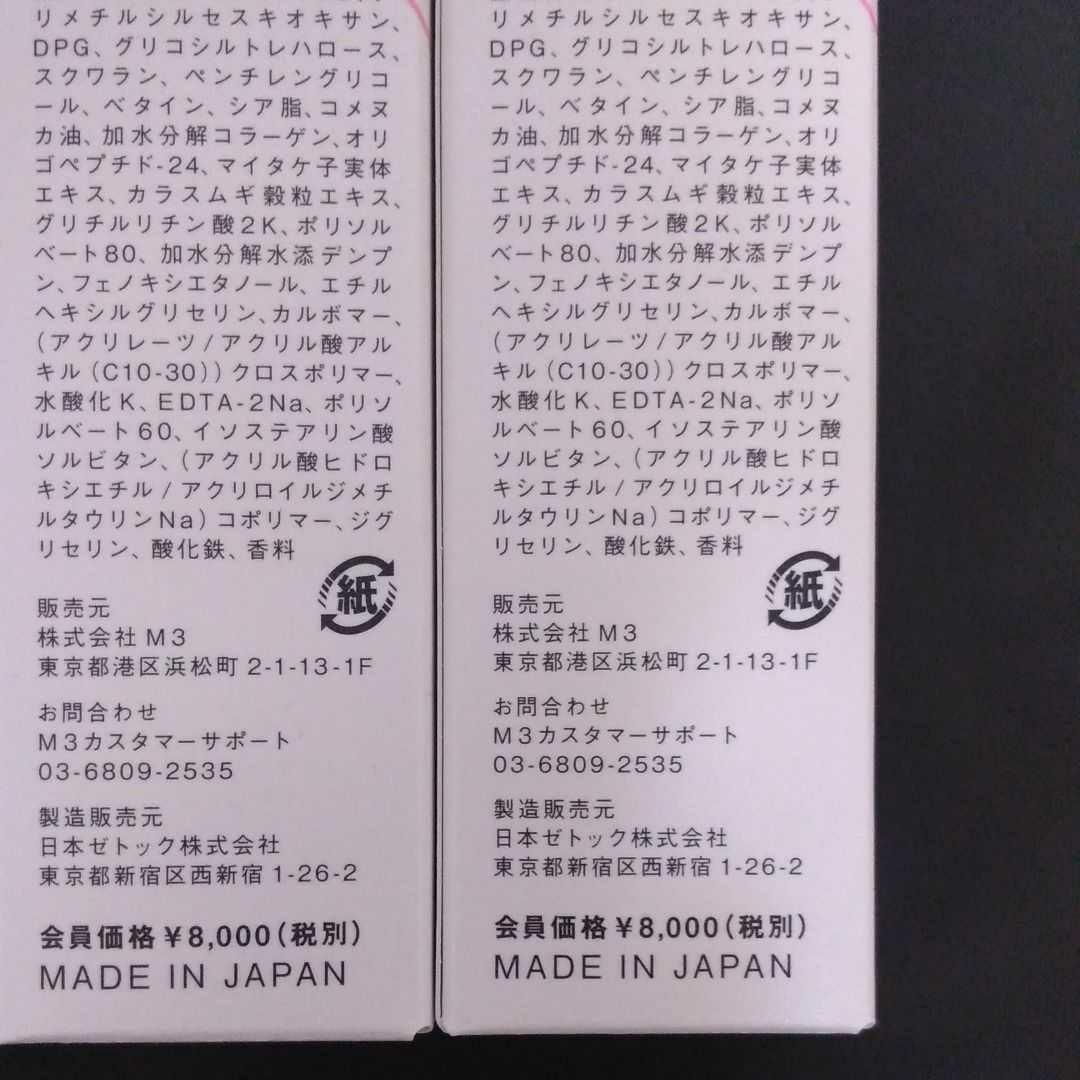 リメチルシルセスキオキサン、
DPG、グリコシルトレハロース、
スクワラン、ペンチレングリコ
ール、ベタイン、シア脂、コメヌ
カ油、加水分解コラーゲン、オリ
ゴペプチド-24、マイタケ子実体
エキス、カラスムギ穀粒エキス、
グリチルリチン酸2K、ポリソル
ベート80、加水分解水添デンプ
ン、フェノキシエタノール、エチル
ヘキシルグリセリン、カルボマー、
(アクリレーツ/アクリル酸アル
キル(C10-30))クロスポリマー、
水酸化K、EDTA-2Na、ポリソ
ルベート60、イソステアリン酸
ソルビタン、(アクリル酸ヒドロ
キシエチル/アクリロイルジメチ
ルタウリンNa)コポリマー、ジグ
リセリン、酸化鉄、香料
紙
販売元
株式会社M3
東京都港区浜松町2-1-13-1F
お問合わせ
M3カスタマーサポート
03-6809-2535
製造販売元
日本ゼトック株式会社
東京都新宿区西新宿1-26-2
会員価格¥8,000(税別)
MADE IN JAPAN
リメチルシルセスキオキサン、
DPG、グリコシルトレハロース、
スクワラン、ペンチレングリコ
ール、ベタイン、シア脂、コメヌ
カ油、加水分解コラーゲン、オリ
ゴペプチド-24、マイタケ子実体
エキス、カラスムギ穀粒エキス、
グリチルリチン酸2K、ポリソル
ベート80、加水分解水添デンプ
ン、フェノキシエタノール、エチル
ヘキシルグリセリン、カルボマー、
(アクリレーツ/アクリル酸アル
キル(C10-30))クロスポリマー、
水酸化K、EDTA-2Na、ポリソ
ルベート60、イソステアリン酸
ソルビタン、(アクリル酸ヒドロ
キシエチル/アクリロイルジメチ
ルタウリンNa)コポリマー、ジグ
リセリン、酸化鉄、香料
紙
販売元
株式会社M3
東京都港区浜松町2-1-13-1F
お問合わせ
M3カスタマーサポート
03-6809-2535
製造販売元
日本ゼトック株式会社
東京都新宿区西新宿1-26-2
会員価格¥8,000(税別)
MADE IN JAPAN